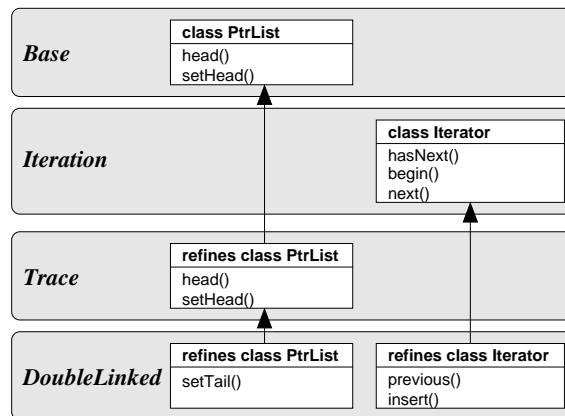 class PtrList
Base
head()
setHead()
class Iterator
Iteration
hasNext()
begin()
next()
refines class PtrList
Trace
head()
setHead()
refines class PtrList
refines class Iterator
DoubleLinked
setTail()
previous()
insert()